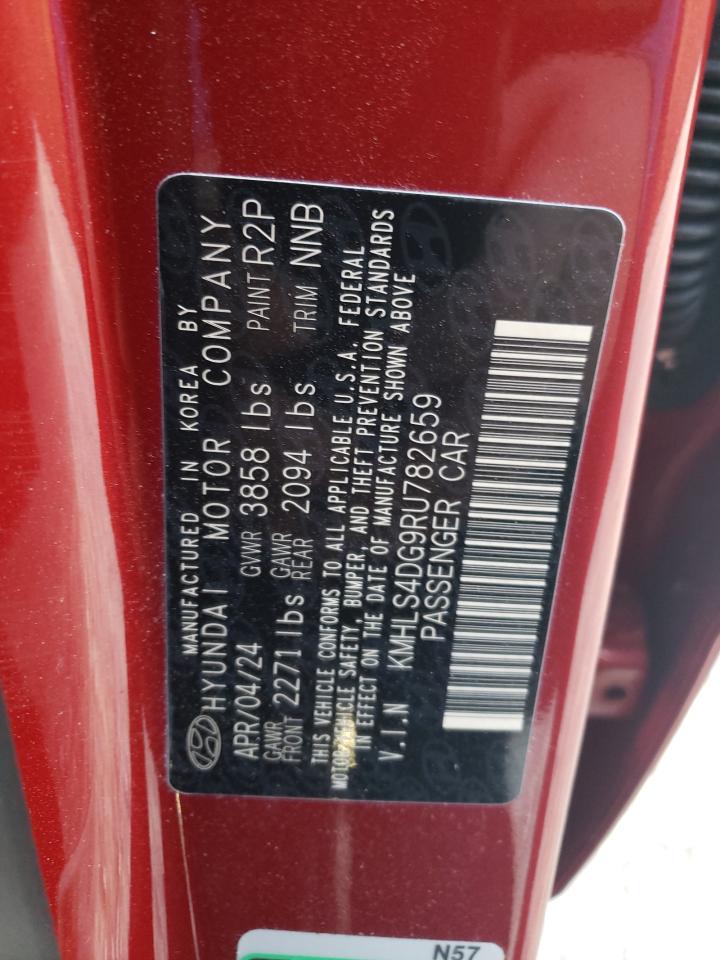 MANUFACTURED IN KOREA BY
HYUNDAI MOTOR COMPANY
APR/04/24 GVWR 3858 lbs PAINT R2P
GAWR FRONT 2271 lbs GAWR REAR 2094 lbs TRIM NNB
THIS VEHICLE CONFORMS TO ALL APPLICABLE U.S.A. FEDERAL
MOTOR VEHICLE SAFETY, BUMPER, AND THEFT PREVENTION STANDARDS
IN EFFECT ON THE DATE OF MANUFACTURE SHOWN ABOVE
V.I.N KMHLS4DG9RU782659
PASSENGER CAR
N57